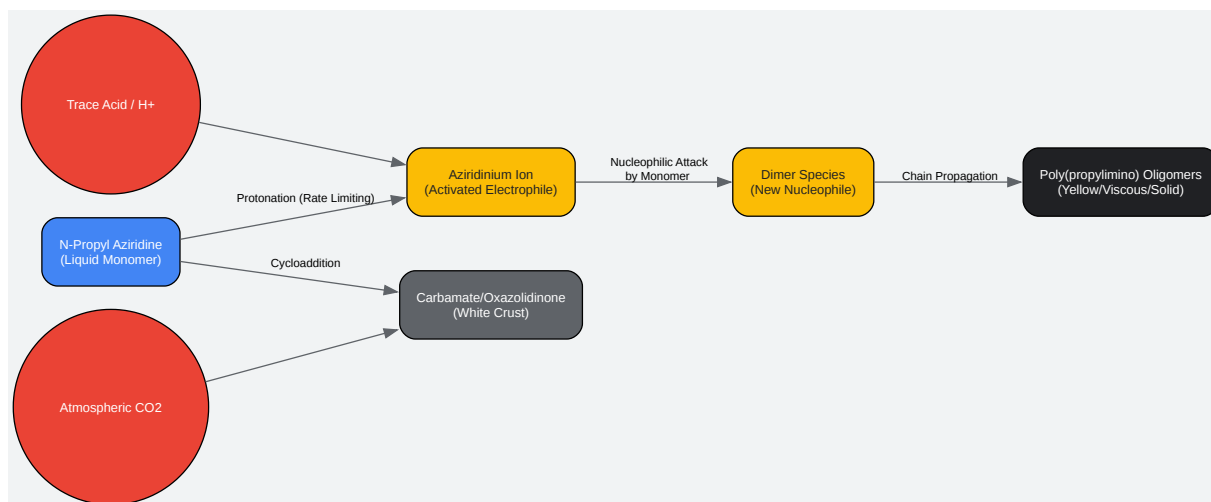 Trace Acid / H+
Protonation (Rate Limiting)
N-Propyl Aziridine
(Liquid Monomer)
Cycloaddition
Atmospheric CO2
Aziridinium Ion
(Activated Electrophile)
Carbamate/Oxazolidinone
(White Crust)
Nucleophilic Attack
by Monomer
Dimer Species
(New Nucleophile)
Chain Propagation
Poly(propylimino) Oligomers
(Yellow/Viscous/Solid)